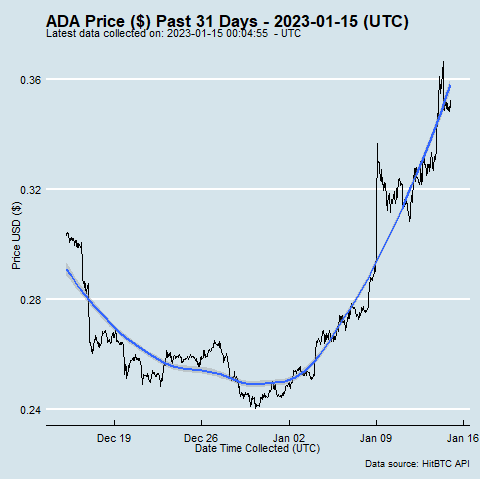 ADA Price ($) Past 31 Days - 2023-01-15 (UTC)
Latest data collected on: 2023-01-15 00:04:55  - UTC
0.36
0.32
0.28
0.24
Price USD ($)
Dec 19 Dec 26 Jan 02 Jan 09 Jan 16
Date Time Collected (UTC)
Data source: HitBTC API